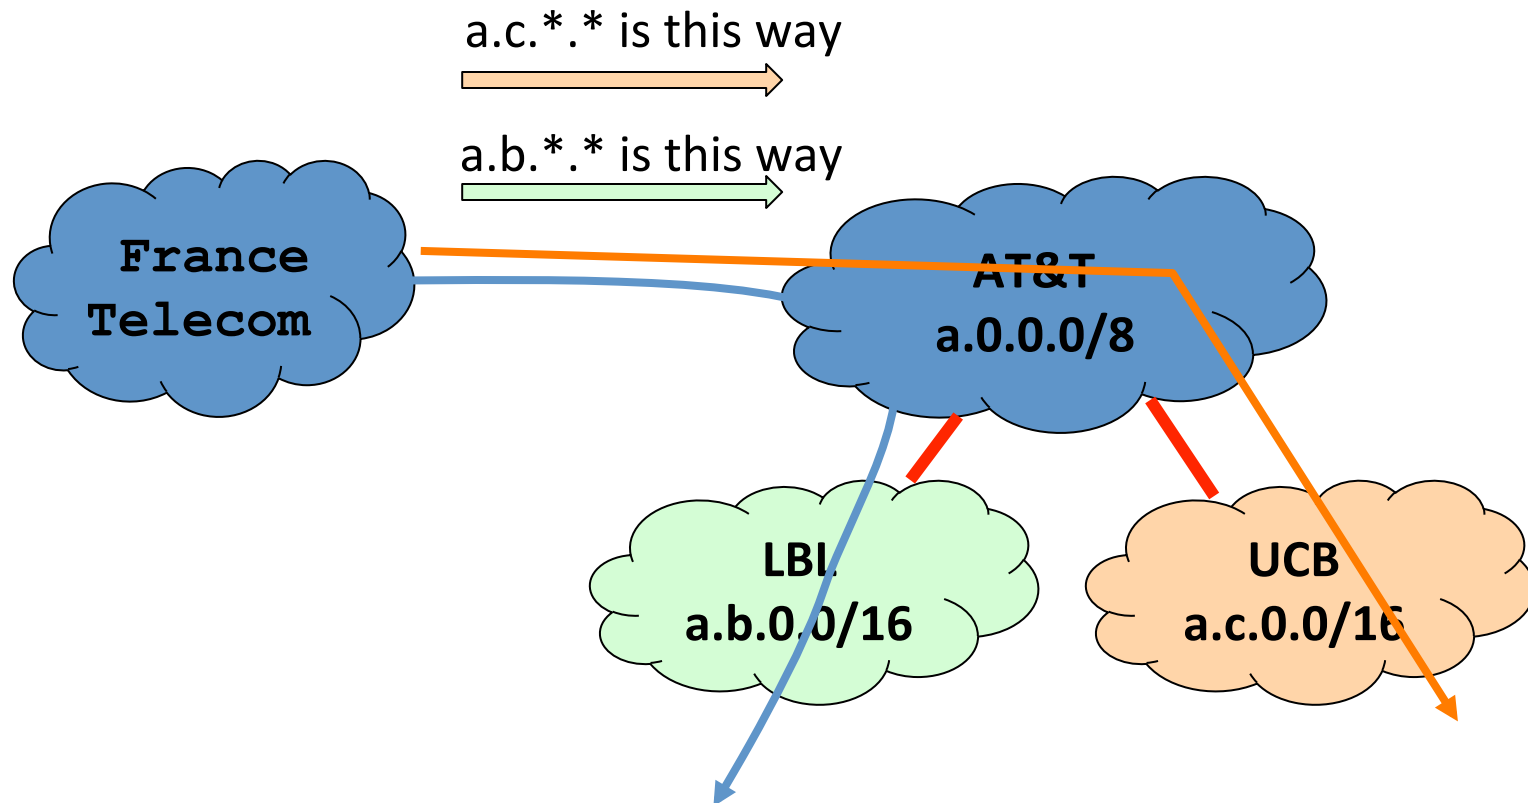 a.c.*.* is this way
a.b.*.* is this way
France
Telecom
AT&T
a.0.0.0/8
LBL
a.b.0.0/16
UCB
a.c.0.0/16